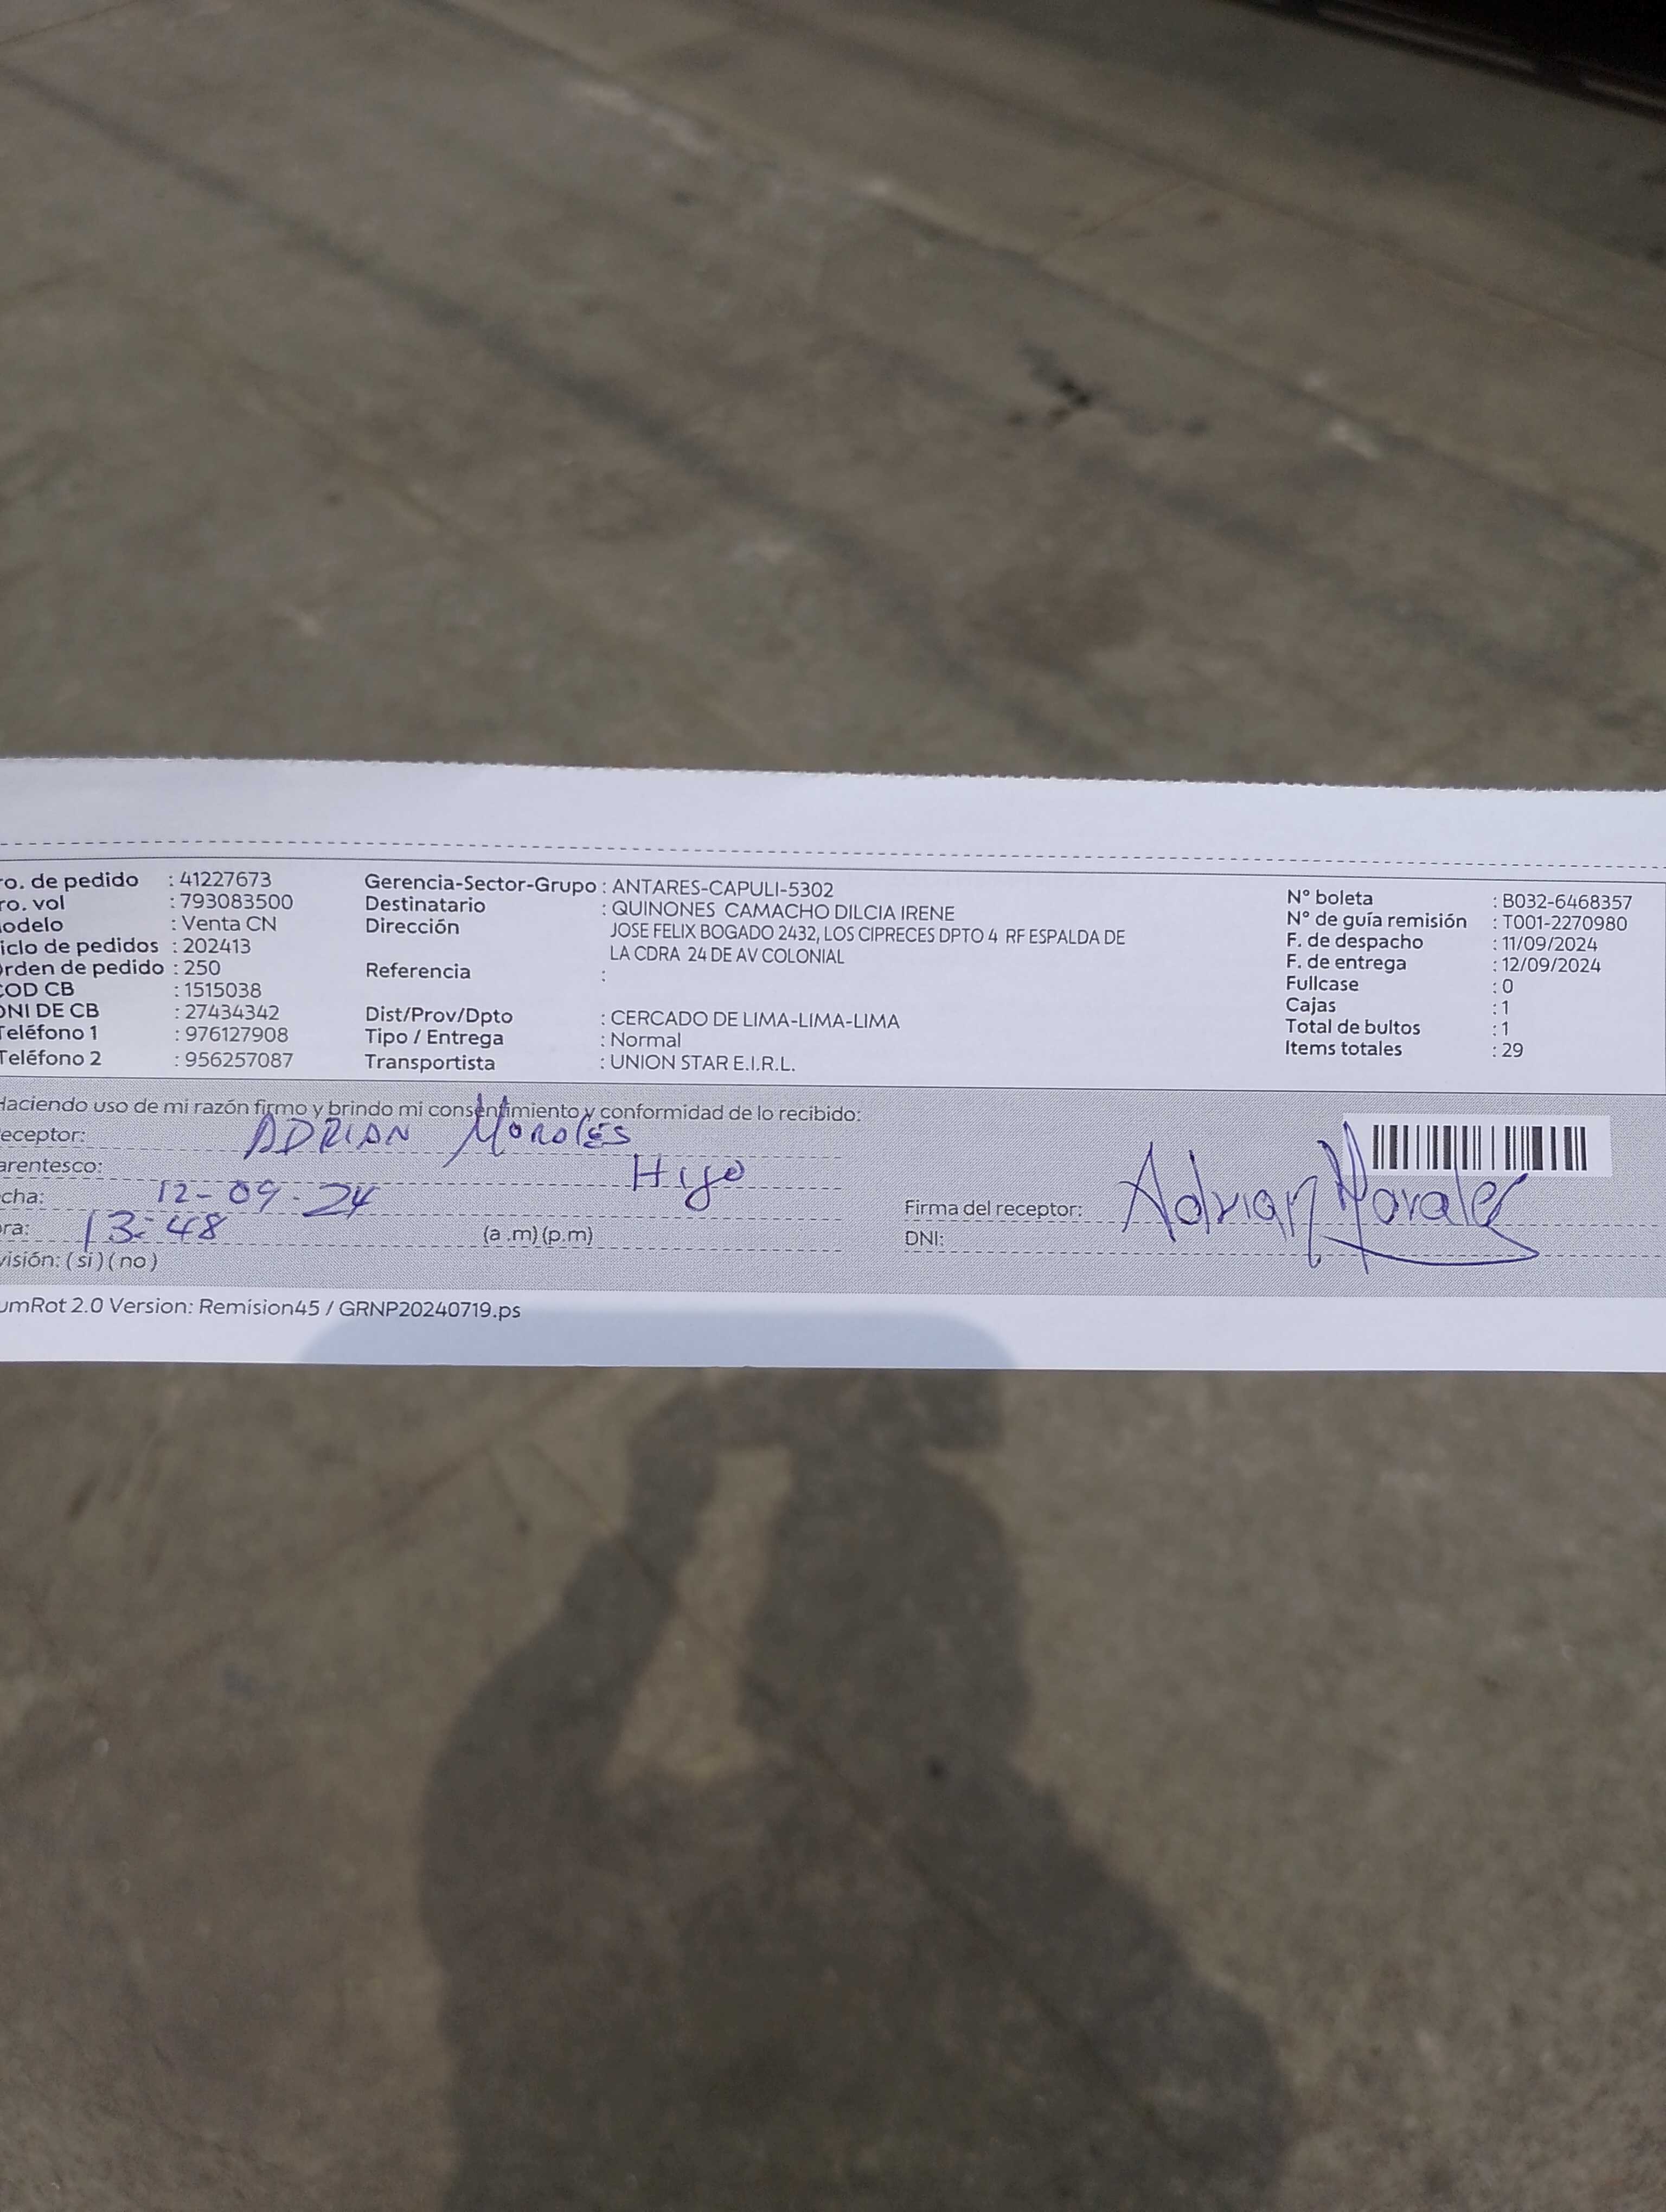 ro. de pedido : 41227673
ro. vol : 793083500
odelo : Venta CN
iclo de pedidos : 202413
rden de pedido : 250
COD CB : 1515038
DNI DE CB : 27434342
Teléfono 1 : 976127908
Teléfono 2 : 956257087
Gerencia-Sector-Grupo : ANTARES-CAPULI-5302
Destinatario : QUINONES CAMACHO DILCIA IRENE
Dirección JOSE FELIX BOGADO 2432, LOS CIPRECES DPTO 4 RF ESPALDA DE
LA CDRA 24 DE AV COLONIAL
Referencia :
Dist/Prov/Dpto : CERCADO DE LIMA-LIMA-LIMA
Tipo / Entrega : Normal
Transportista : UNION STAR E.I.R.L.
N° boleta : B032-6468357
N° de guía remisión : T001-2270980
F. de despacho : 11/09/2024
F. de entrega : 12/09/2024
Fullcase : 0
Cajas : 1
Total de bultos : 1
Items totales : 29
Haciendo uso de mi razón firmo y brindo mi consentimiento y conformidad de lo recibido:
eceptor: ADRIAN Morales
arentesco: Hijo
cha: 12-09-24
ora: 13:48 (a .m) (p.m)
visión: ( si ) ( no )
Firma del receptor: Adrian Morales
DNI:
umRot 2.0 Version: Remision45 / GRNP20240719.ps